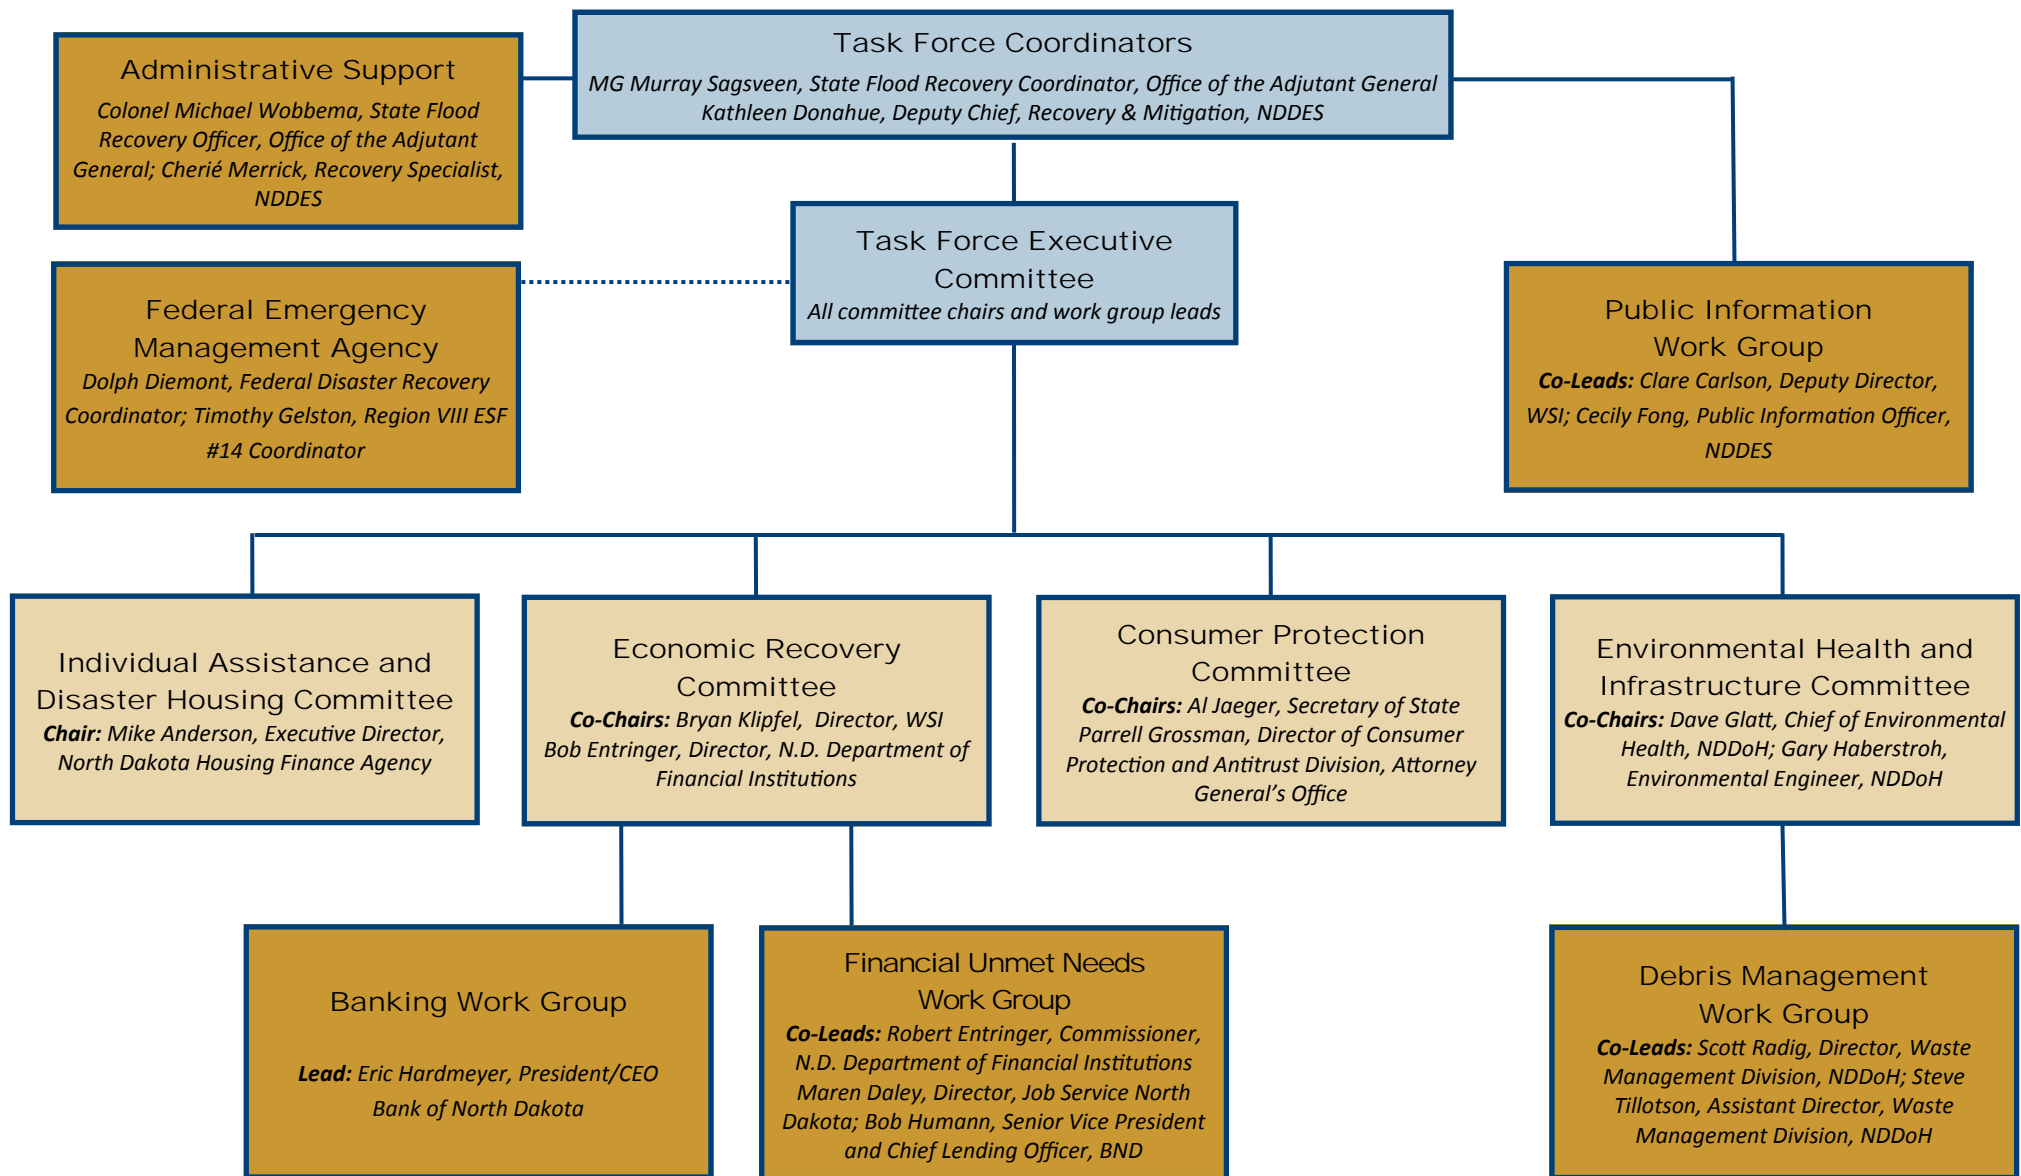 Administrative Support
Colonel Michael Wobbema, State Flood
Recovery Officer, Office of the Adjutant
General; Cherié Merrick, Recovery Specialist,
NDDES
Task Force Coordinators
MG Murray Sagsveen, State Flood Recovery Coordinator, Office of the Adjutant General
Kathleen Donahue, Deputy Chief, Recovery & Mitigation, NDDES
Task Force Executive
Committee
All committee chairs and work group leads
Federal Emergency
Management Agency
Dolph Diemont, Federal Disaster Recovery
Coordinator; Timothy Gelston, Region VIII ESF
#14 Coordinator
Public Information
Work Group
Co-Leads: Clare Carlson, Deputy Director,
WSI; Cecily Fong, Public Information Officer,
NDDES
Individual Assistance and
Disaster Housing Committee
Chair: Mike Anderson, Executive Director,
North Dakota Housing Finance Agency
Economic Recovery
Committee
Co-Chairs: Bryan Klipfel, Director, WSI
Bob Entringer, Director, N.D. Department of
Financial Institutions
Consumer Protection
Committee
Co-Chairs: Al Jaeger, Secretary of State
Parrell Grossman, Director of Consumer
Protection and Antitrust Division, Attorney
General’s Office
Environmental Health and
Infrastructure Committee
Co-Chairs: Dave Glatt, Chief of Environmental
Health, NDDoH; Gary Haberstroh,
Environmental Engineer, NDDoH
Banking Work Group
Lead: Eric Hardmeyer, President/CEO
Bank of North Dakota
Financial Unmet Needs
Work Group
Co-Leads: Robert Entringer, Commissioner,
N.D. Department of Financial Institutions
Maren Daley, Director, Job Service North
Dakota; Bob Humann, Senior Vice President
and Chief Lending Officer, BND
Debris Management
Work Group
Co-Leads: Scott Radig, Director, Waste
Management Division, NDDoH; Steve
Tillotson, Assistant Director, Waste
Management Division, NDDoH